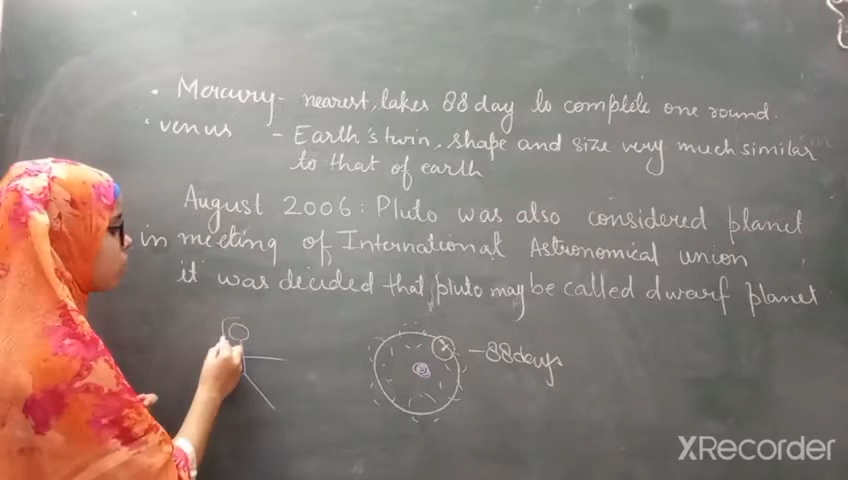 • Mercury - nearest, takes 88 day to complete one round.
• venus - Earth's twin, shape and size very much similar
to that of earth
August 2006 : Pluto was also considered planet
in meeting of, International Astronomical union
it was decided that, pluto may be called dwarf planet
- 88 days
XRecorder